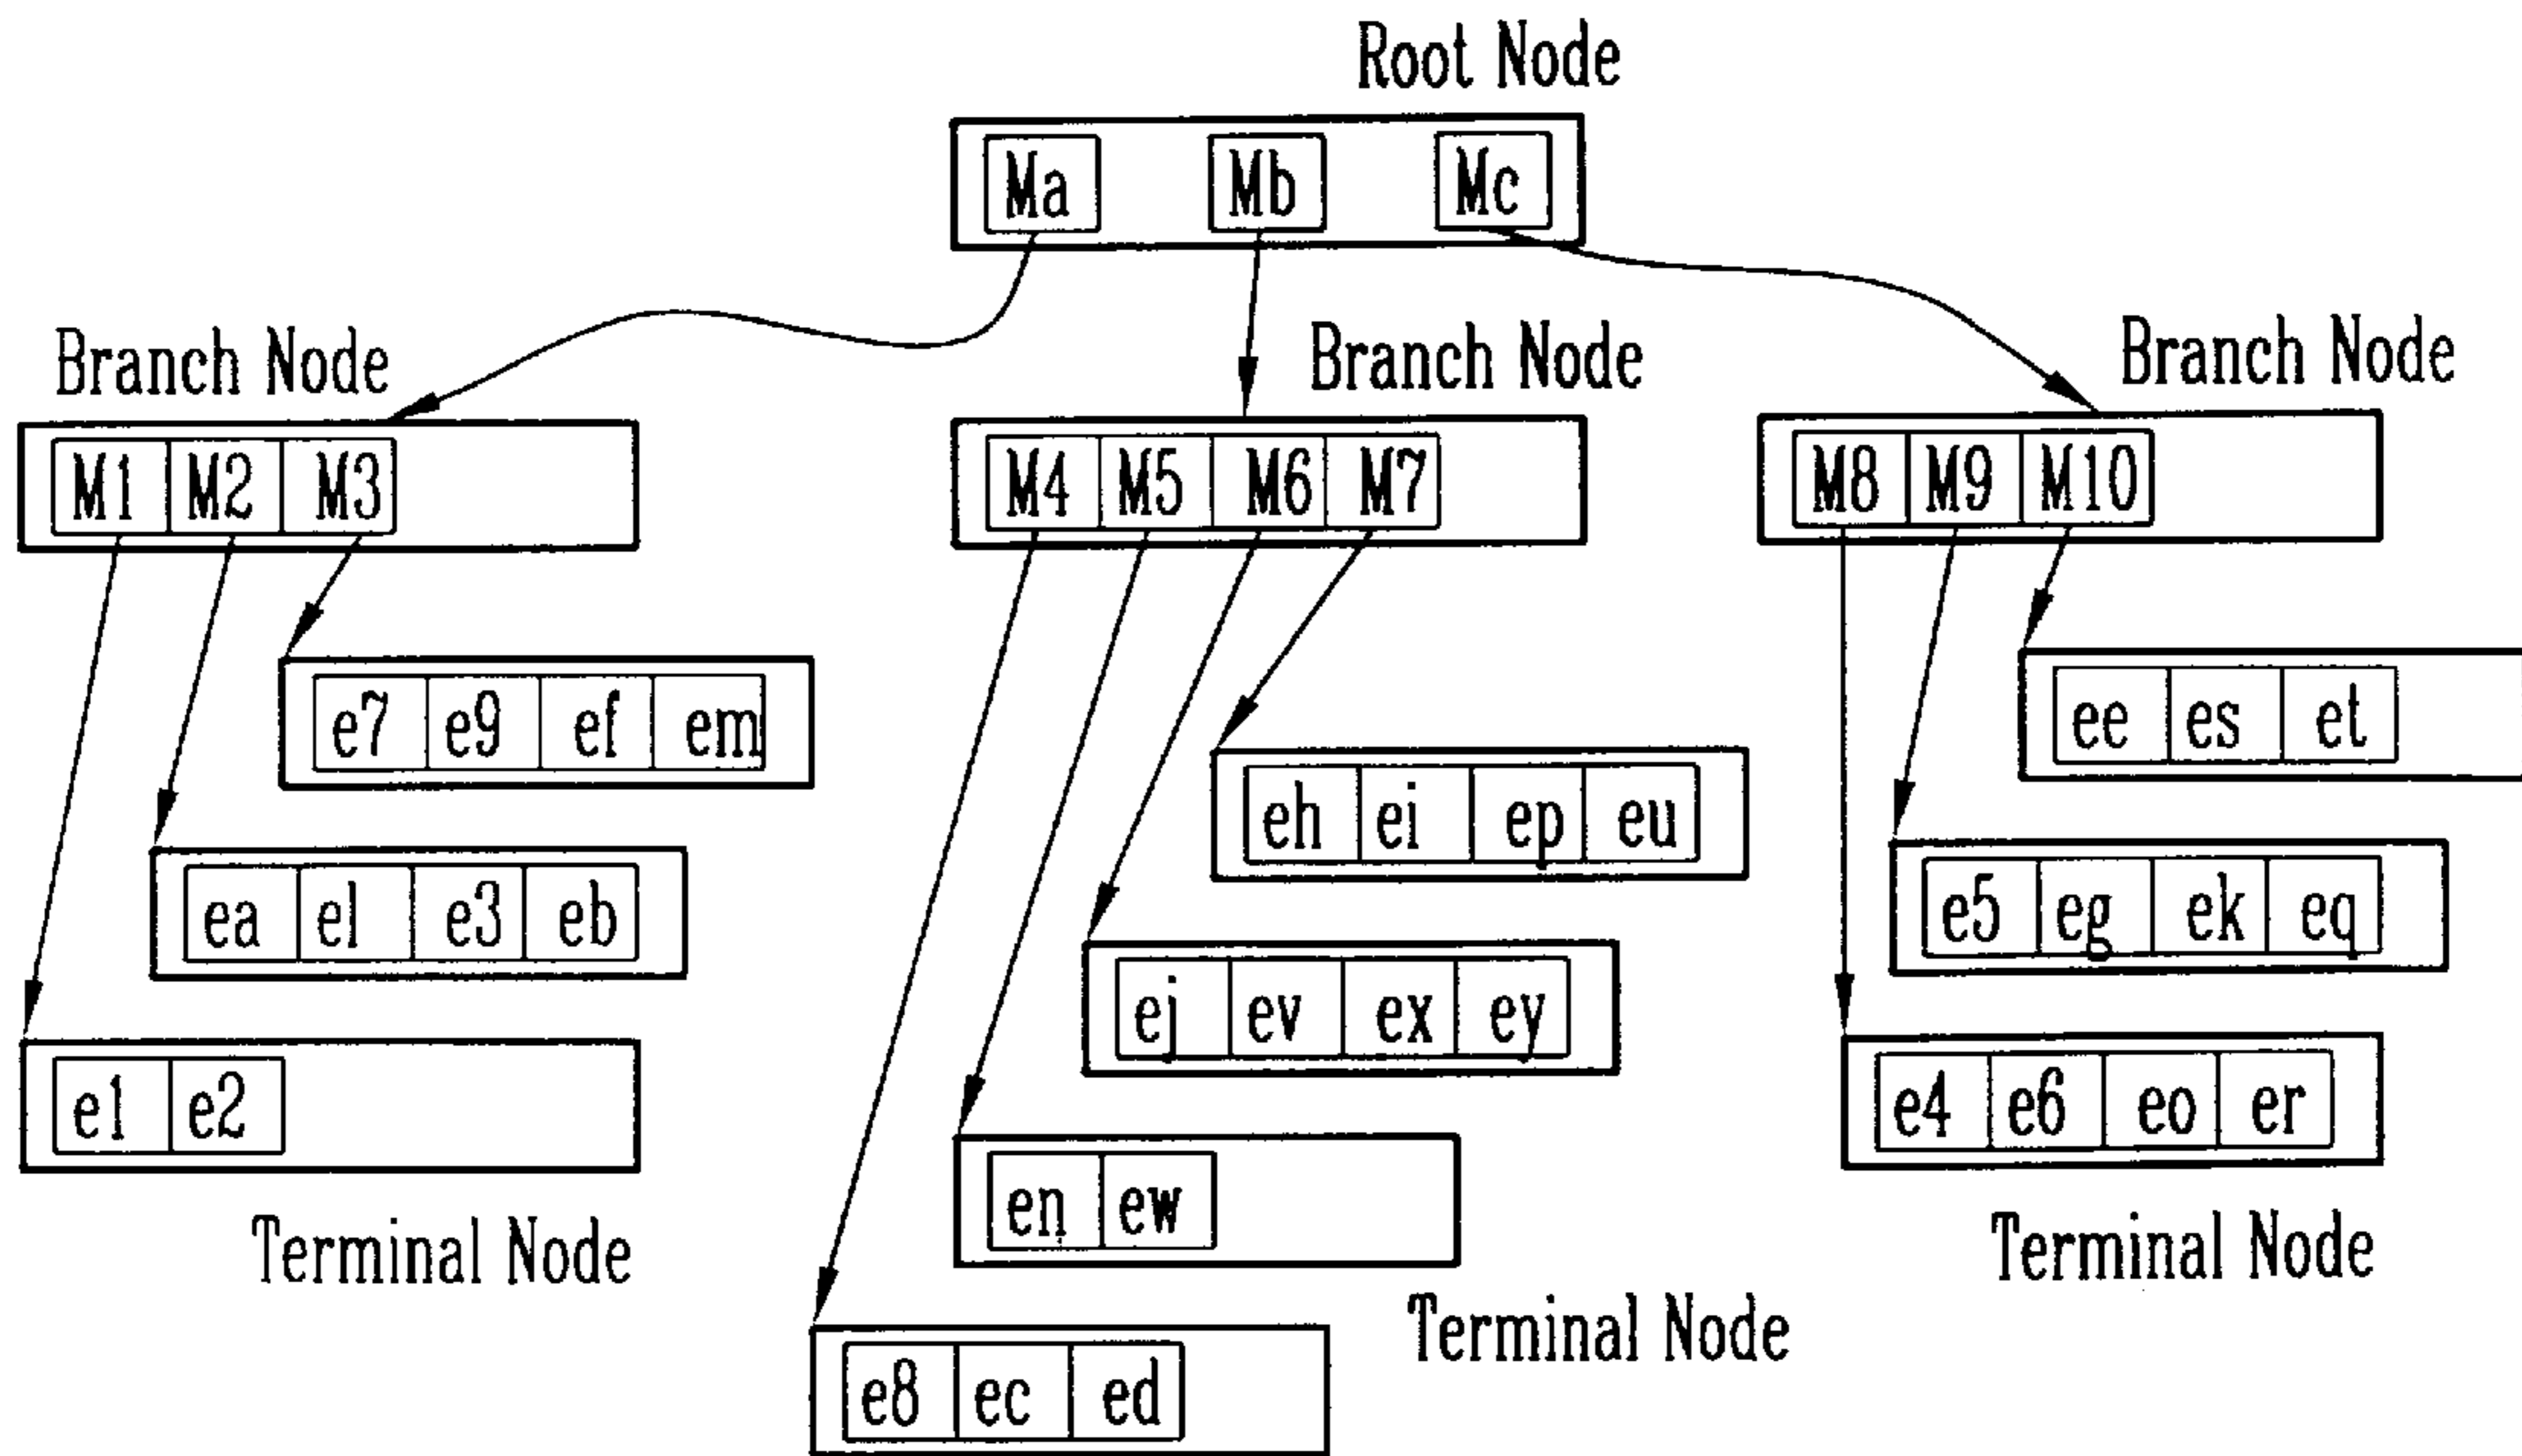 Root Node
Ma Mb Mc
Branch Node
Branch Node
Branch Node
M1 M2 M3
M4 M5 M6 M7
M8 M9 M10
e7 e9 ef em
ea el e3 eb
e1 e2
Terminal Node
eh ei ep eu
ej ev ex ey
en ew
e8 ec ed
Terminal Node
ee es et
e5 eg ek eq
e4 e6 eo er
Terminal Node